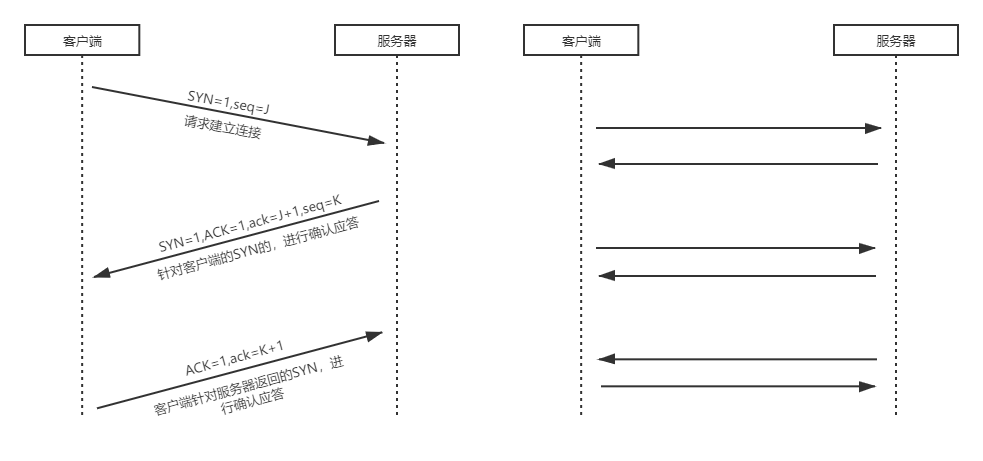 客户端
服务器
客户端
服务器
SYN=1,seq=J
请求建立连接
SYN=1,ACK=1,ack=J+1,seq=K
针对客户端的SYN的，进行确认应答
ACK=1,ack=K+1
客户端针对服务器返回的SYN，进
行确认应答